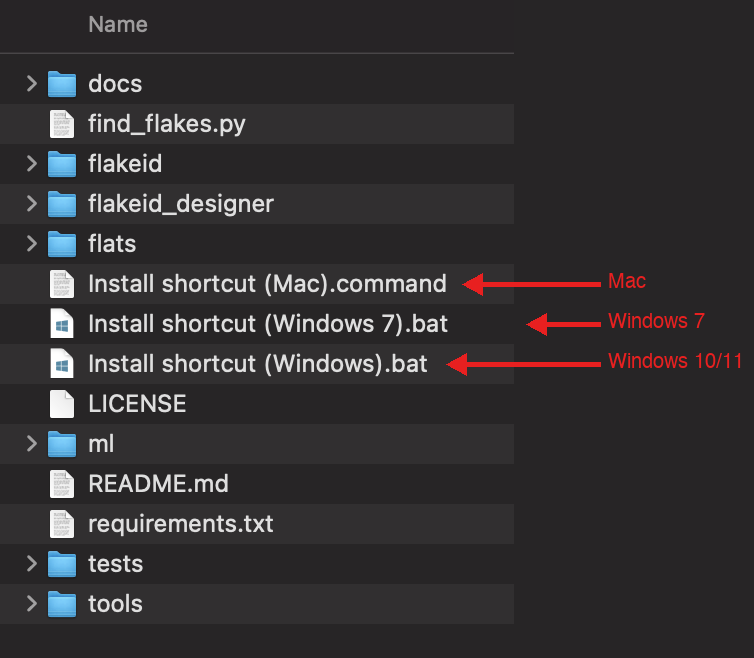 Name
docs
find_flakes.py
flakeid
flakeid_designer
flats
Install shortcut (Mac).command Mac
Install shortcut (Windows 7).bat Windows 7
Install shortcut (Windows).bat Windows 10/11
LICENSE
ml
README.md
requirements.txt
tests
tools